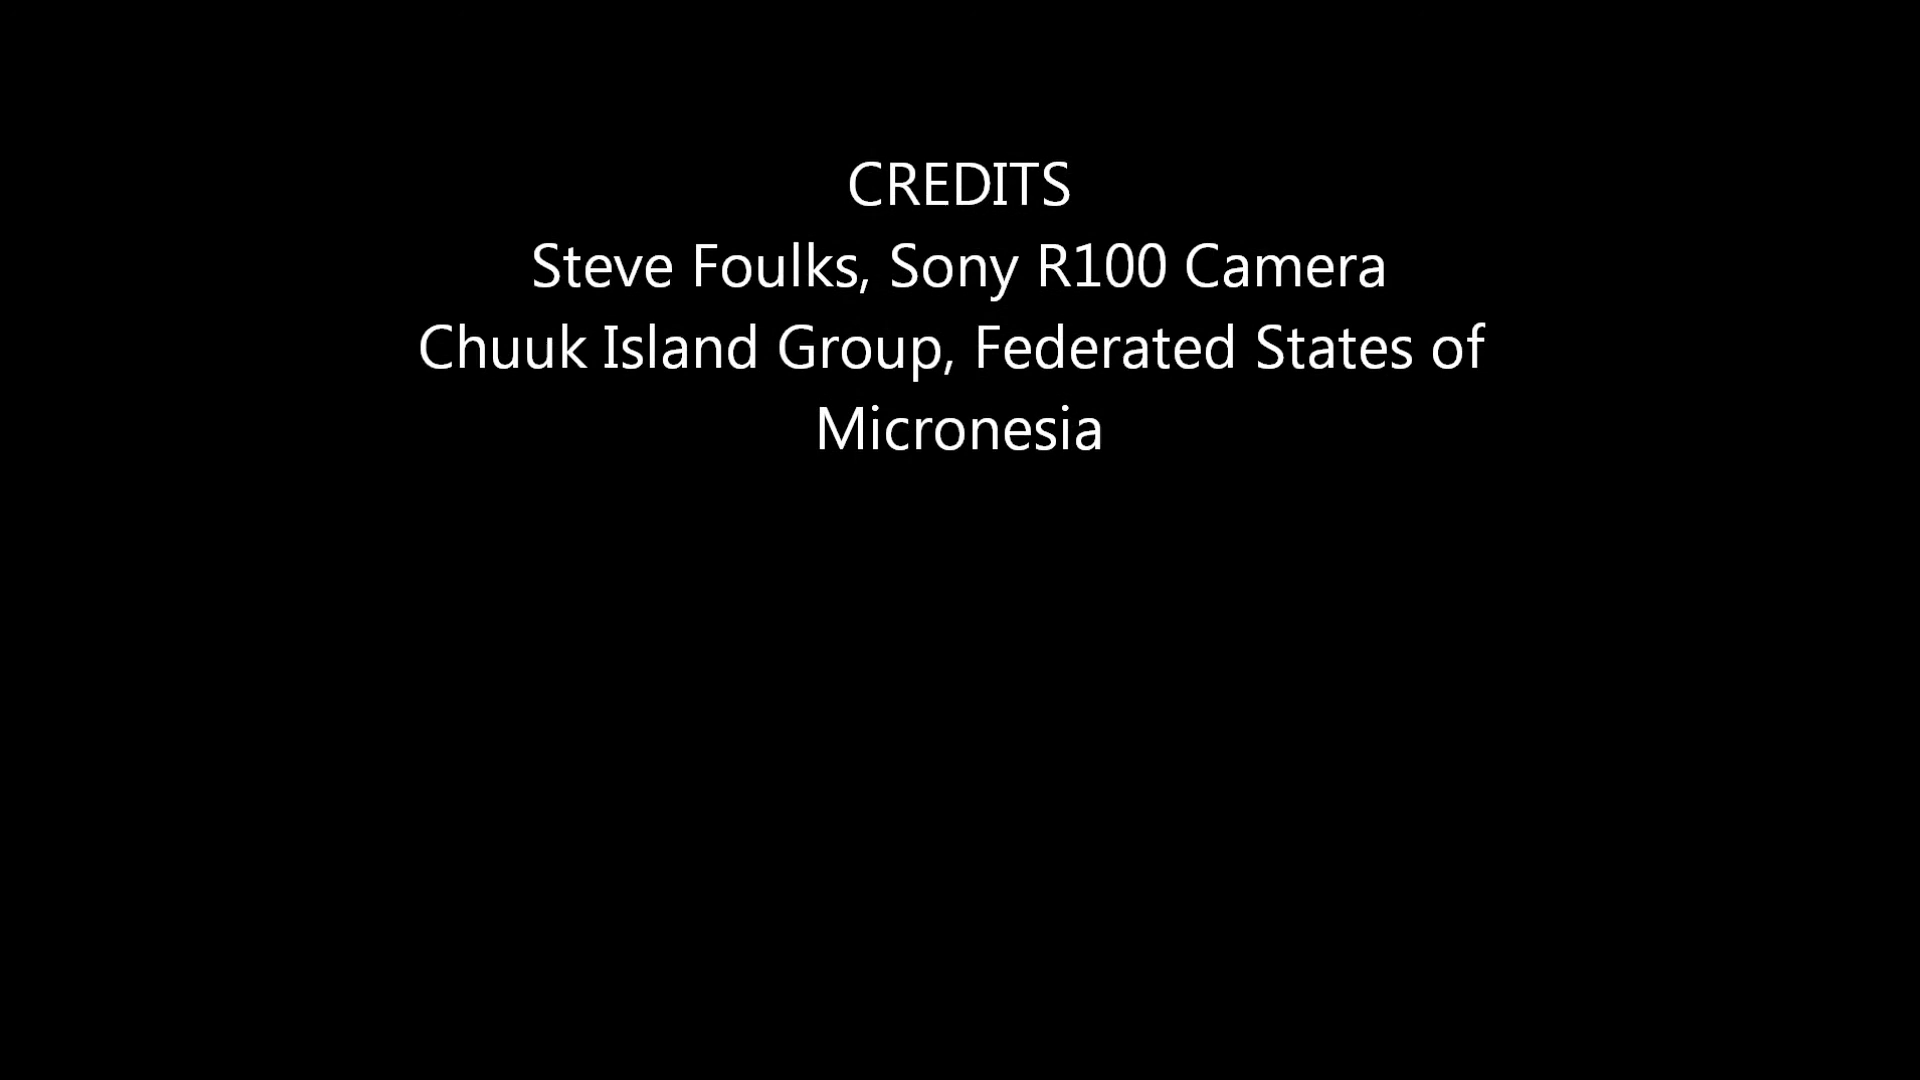 CREDITS
Steve Foulks, Sony R100 Camera
Chuuk Island Group, Federated States of
Micronesia